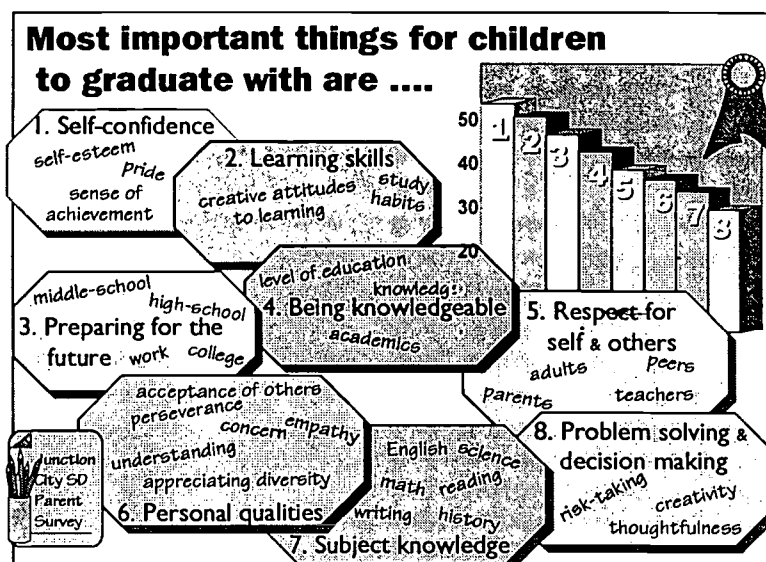 Most important things for children
to graduate with are ....
1. Self-confidence
self-esteem
pride
sense of
achievement
2. Learning skills
creative attitudes
to learning
study
habits
50
40
30
20
1
2
3
4
5
6
7
8
middle-school
high-school
3. Preparing for the
future
work
college
level of education
knowledge
4. Being knowledgeable
academics
5. Respect for
self & others
adults
peers
parents
teachers
acceptance of others
perseverance
concern
empathy
understanding
appreciating diversity
6. Personal qualities
English
science
math
reading
writing
history
7. Subject knowledge
8. Problem solving &
decision making
risk-taking
creativity
thoughtfulness
Junction
City SD
Parent
Survey